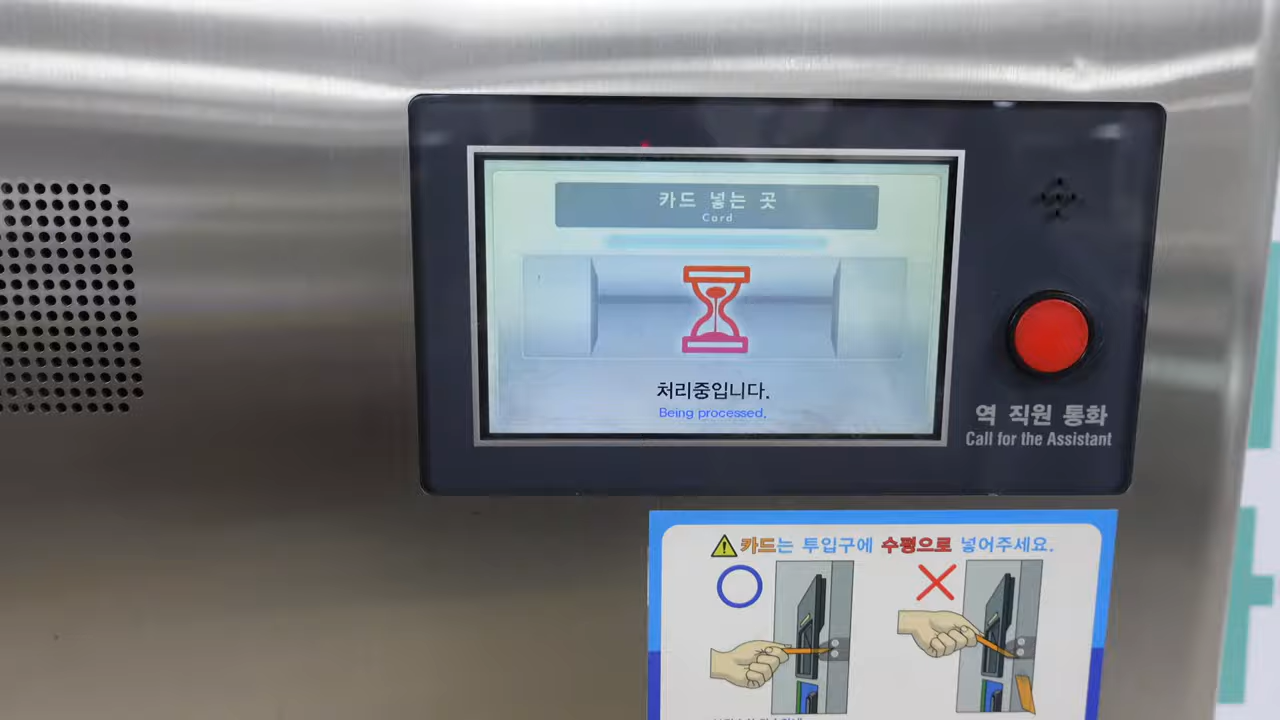 카드 넣는 곳
Card
처리중입니다.
Being processed.
역 직원 통화
Call for the Assistant
카드는 투입구에 수평으로 넣어주세요.